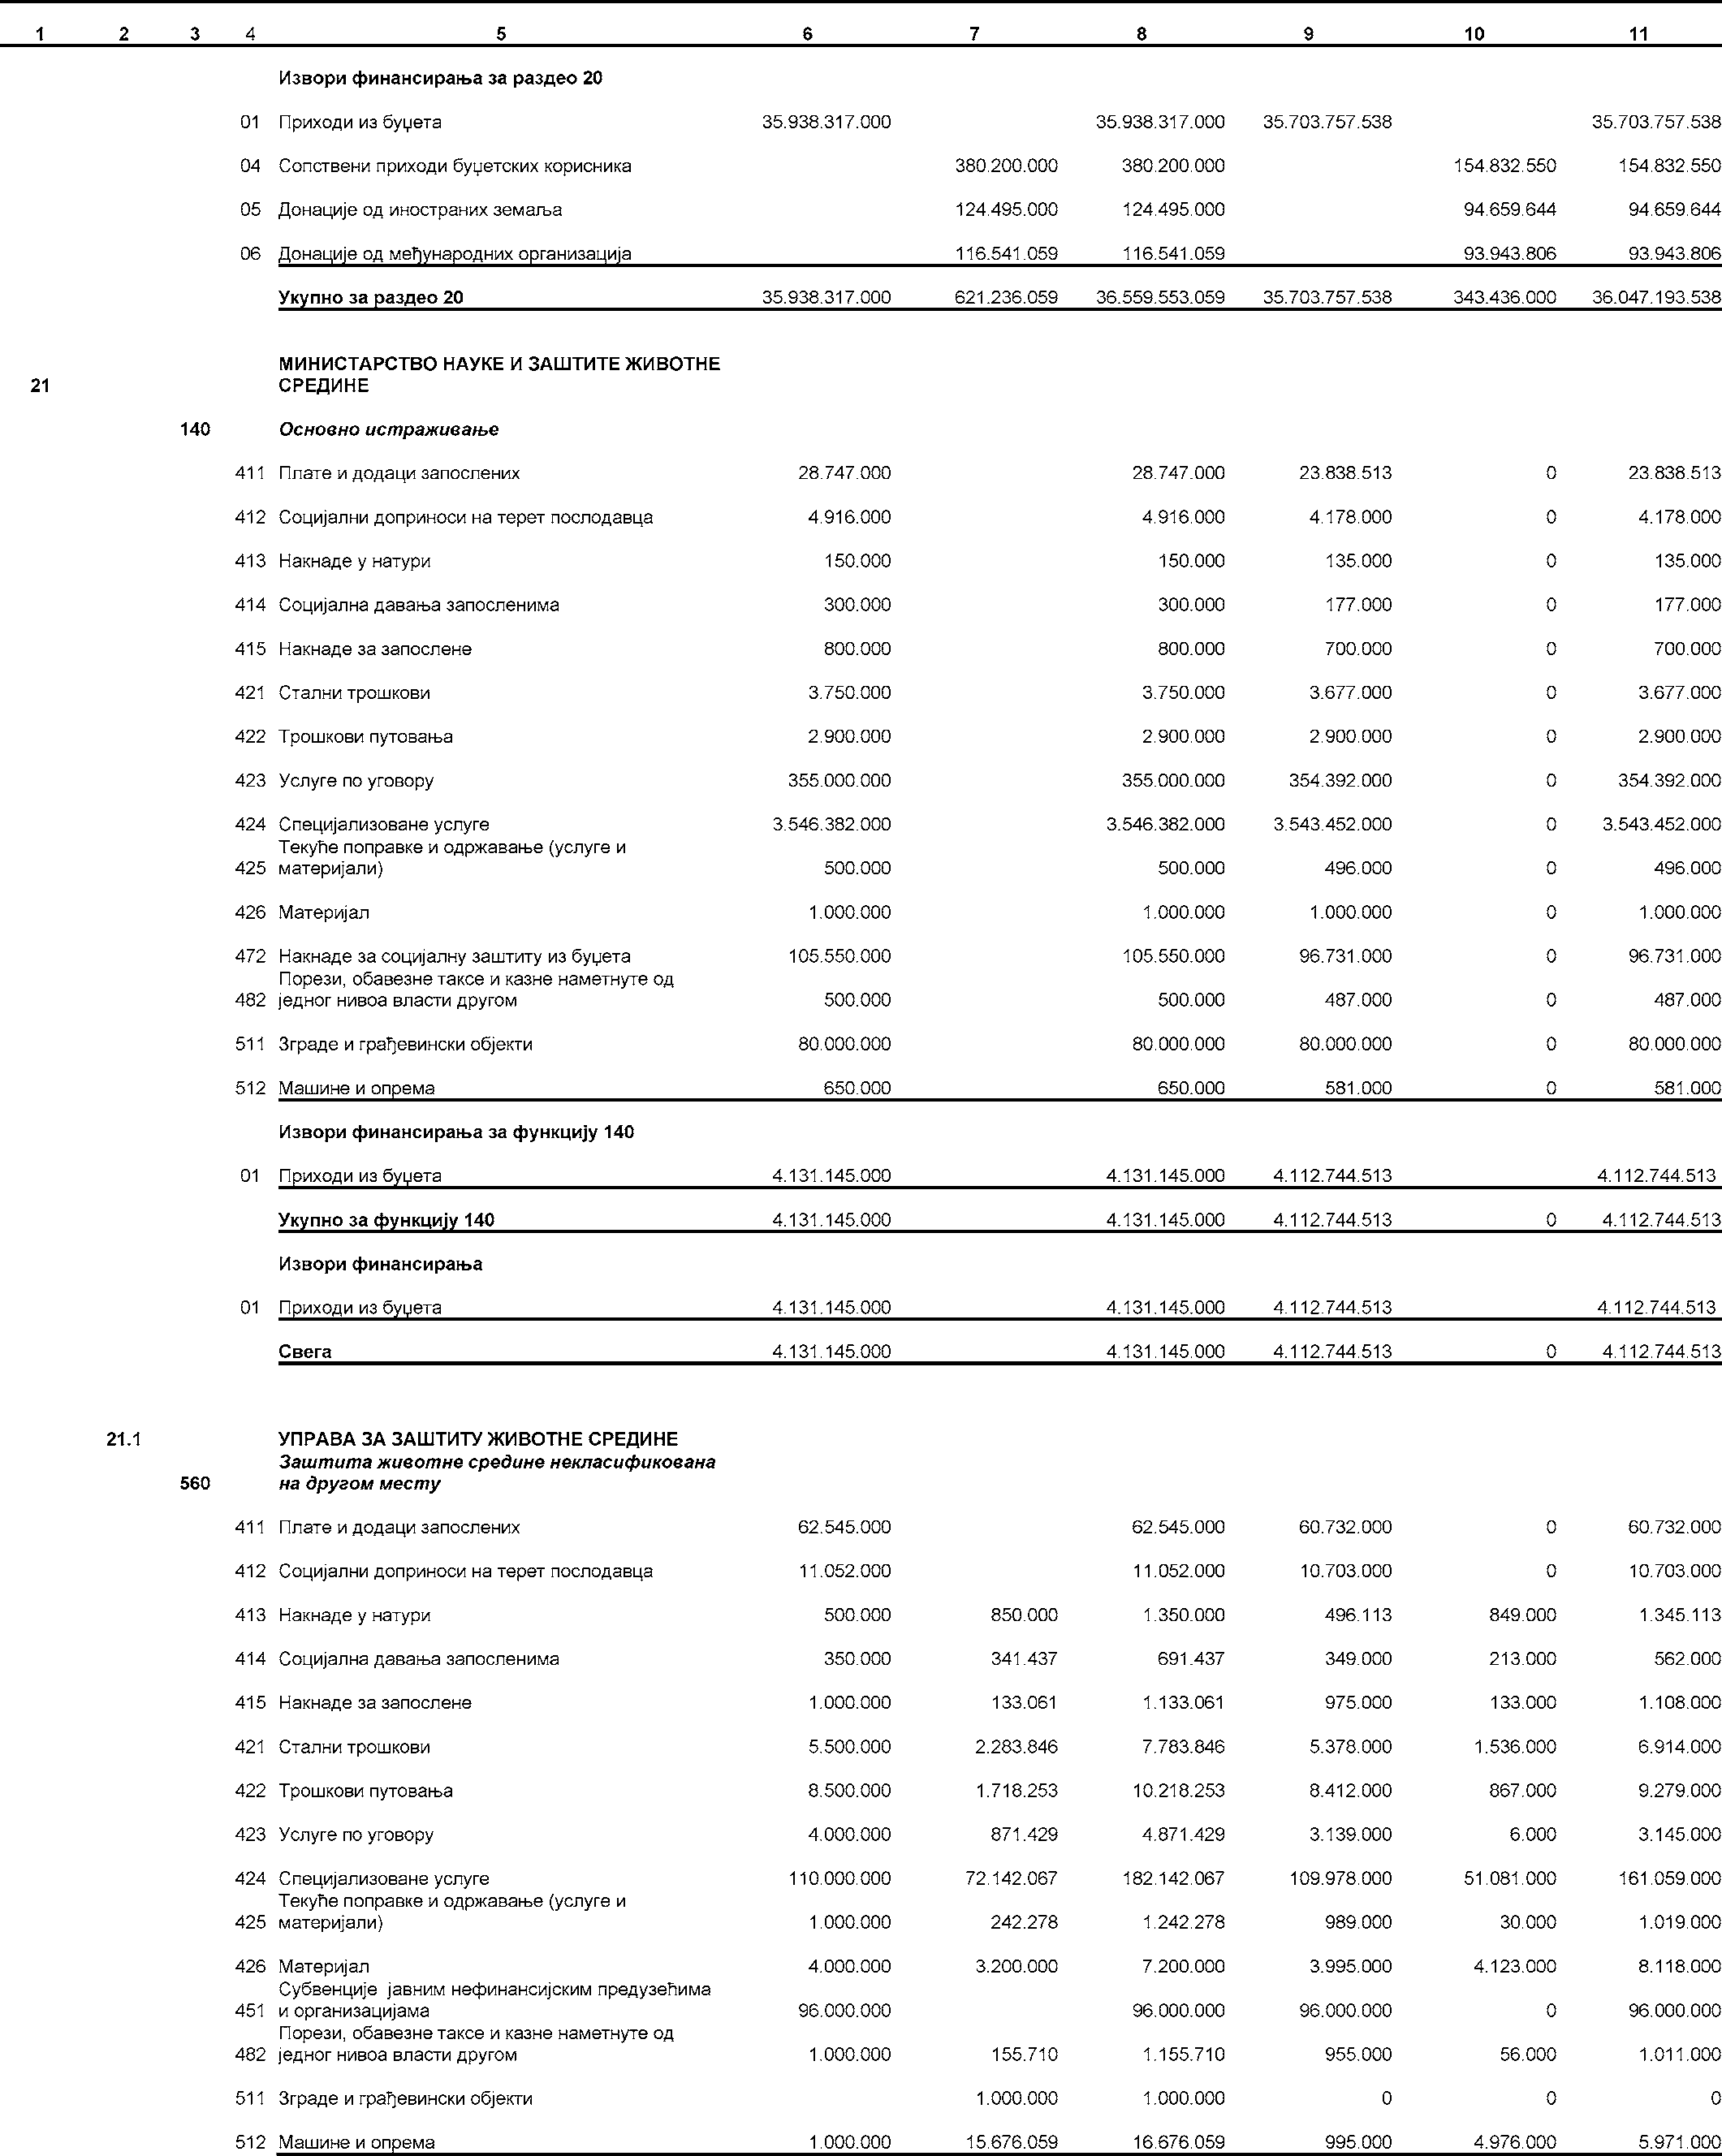 1 2 3 4 5 6 7 8 9 10 11
Извори финансирања за раздео 20
01 Приходи из буџета 35.938.317.000 35.938.317.000 35.703.757.538 35.703.757.538
04 Сопствени приходи буџетских корисника 380.200.000 380.200.000 154.832.550 154.832.550
05 Донације од иностраних земаља 124.495.000 124.495.000 94.659.644 94.659.644
06 Донације од међународних организација 116.541.059 116.541.059 93.943.806 93.943.806
Укупно за раздео 20 35.938.317.000 621.236.059 36.559.553.059 35.703.757.538 343.436.000 36.047.193.538
МИНИСТАРСТВО НАУКЕ И ЗАШТИТЕ ЖИВОТНЕ
21 СРЕДИНЕ
140 Основно истраживање
411 Плате и додаци запослених 28.747.000 28.747.000 23.838.513 0 23.838.513
412 Социјални доприноси на терет послодавца 4.916.000 4.916.000 4.178.000 0 4.178.000
413 Накнаде у натури 150.000 150.000 135.000 0 135.000
414 Социјална давања запосленима 300.000 300.000 177.000 0 177.000
415 Накнаде за запослене 800.000 800.000 700.000 0 700.000
421 Стални трошкови 3.750.000 3.750.000 3.677.000 0 3.677.000
422 Трошкови путовања 2.900.000 2.900.000 2.900.000 0 2.900.000
423 Услуге по уговору 355.000.000 355.000.000 354.392.000 0 354.392.000
424 Специјализоване услуге 3.546.382.000 3.546.382.000 3.543.452.000 0 3.543.452.000
Текуће поправке и одржавање (услуге и
425 материјали) 500.000 500.000 496.000 0 496.000
426 Материјал 1.000.000 1.000.000 1.000.000 0 1.000.000
472 Накнаде за социјалну заштиту из буџета 105.550.000 105.550.000 96.731.000 0 96.731.000
Порези, обавезне таксе и казне наметнуте од
482 једног нивоа власти другом 500.000 500.000 487.000 0 487.000
511 Зграде и грађевински објекти 80.000.000 80.000.000 80.000.000 0 80.000.000
512 Машине и опрема 650.000 650.000 581.000 0 581.000
Извори финансирања за функцију 140
01 Приходи из буџета 4.131.145.000 4.131.145.000 4.112.744.513 4.112.744.513
Укупно за функцију 140 4.131.145.000 4.131.145.000 4.112.744.513 0 4.112.744.513
Извори финансирања
01 Приходи из буџета 4.131.145.000 4.131.145.000 4.112.744.513 4.112.744.513
Свега 4.131.145.000 4.131.145.000 4.112.744.513 0 4.112.744.513
21.1 УПРАВА ЗА ЗАШТИТУ ЖИВОТНЕ СРЕДИНЕ
Заштита животне средине некласификована
560 на другом месту
411 Плате и додаци запослених 62.545.000 62.545.000 60.732.000 0 60.732.000
412 Социјални доприноси на терет послодавца 11.052.000 11.052.000 10.703.000 0 10.703.000
413 Накнаде у натури 500.000 850.000 1.350.000 496.113 849.000 1.345.113
414 Социјална давања запосленима 350.000 341.437 691.437 349.000 213.000 562.000
415 Накнаде за запослене 1.000.000 133.061 1.133.061 975.000 133.000 1.108.000
421 Стални трошкови 5.500.000 2.283.846 7.783.846 5.378.000 1.536.000 6.914.000
422 Трошкови путовања 8.500.000 1.718.253 10.218.253 8.412.000 867.000 9.279.000
423 Услуге по уговору 4.000.000 871.429 4.871.429 3.139.000 6.000 3.145.000
424 Специјализоване услуге 110.000.000 72.142.067 182.142.067 109.978.000 51.081.000 161.059.000
Текуће поправке и одржавање (услуге и
425 материјали) 1.000.000 242.278 1.242.278 989.000 30.000 1.019.000
426 Материјал 4.000.000 3.200.000 7.200.000 3.995.000 4.123.000 8.118.000
Субвенције јавним нефинансијским предузећима
451 и организацијама 96.000.000 96.000.000 96.000.000 0 96.000.000
Порези, обавезне таксе и казне наметнуте од
482 једног нивоа власти другом 1.000.000 155.710 1.155.710 955.000 56.000 1.011.000
511 Зграде и грађевински објекти 1.000.000 1.000.000 0 0 0
512 Машине и опрема 1.000.000 15.676.059 16.676.059 995.000 4.976.000 5.971.000